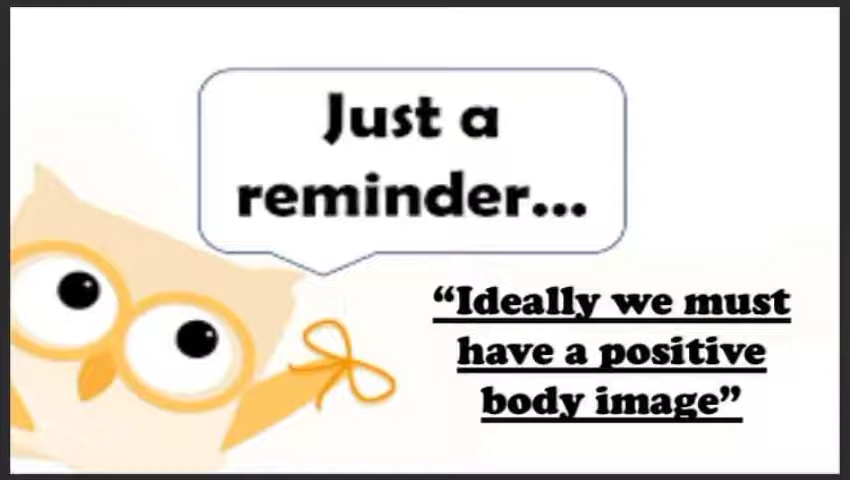 Just a
reminder...
“Ideally we must
have a positive
body image”